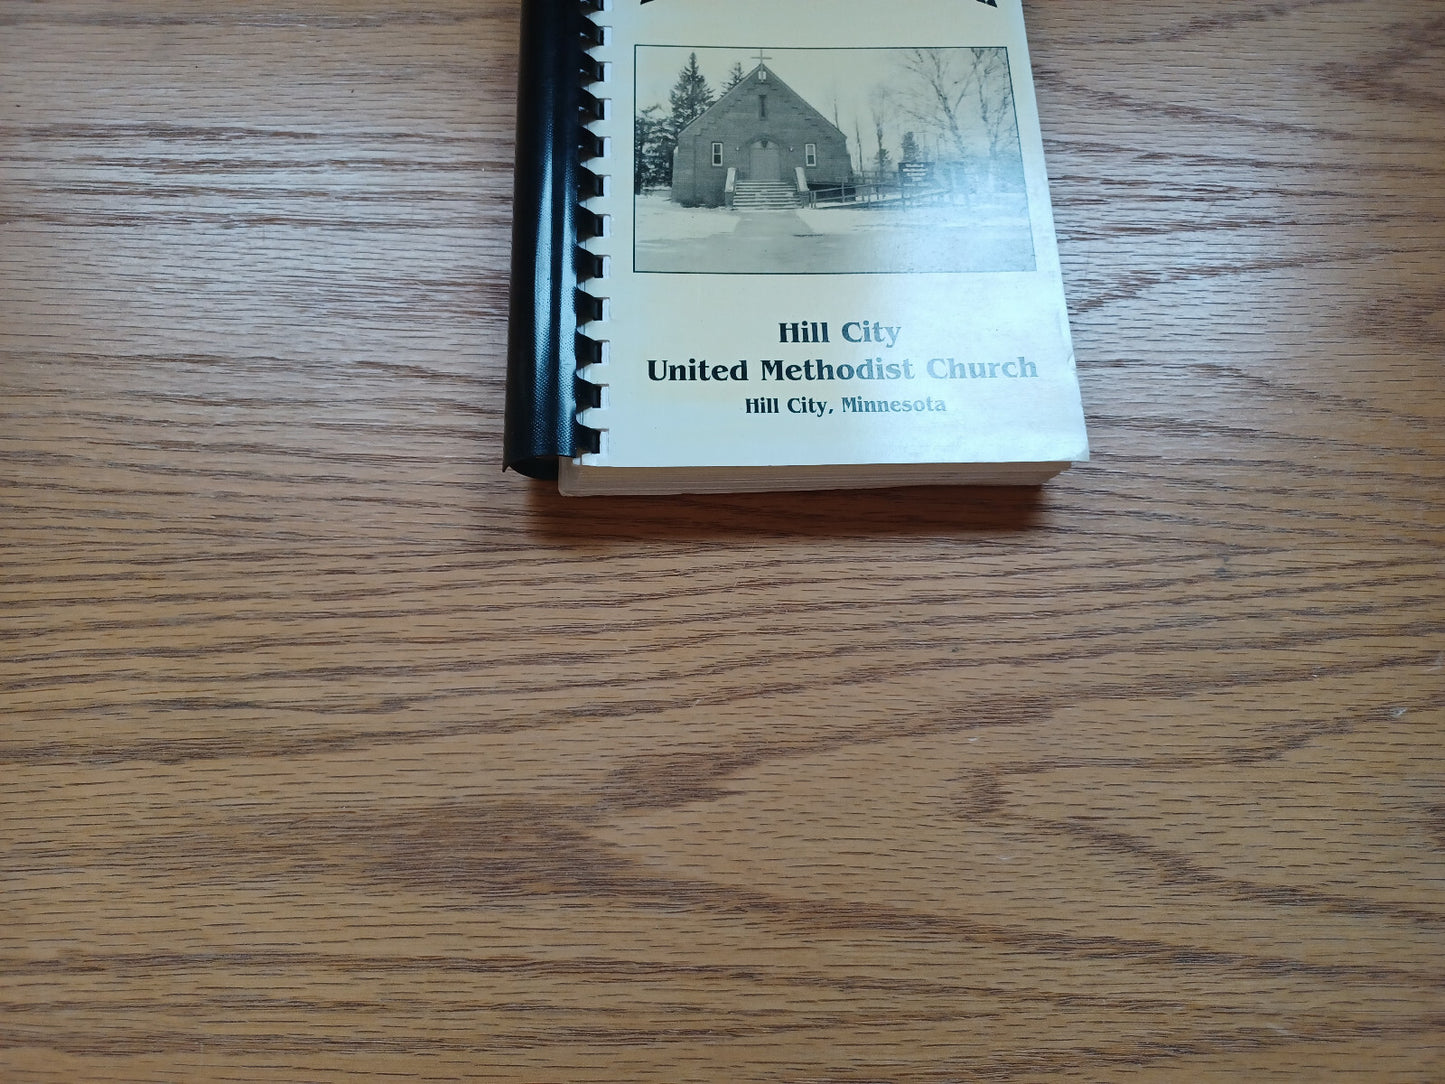 Hill City
United Methodist Church
Hill City, Minnesota